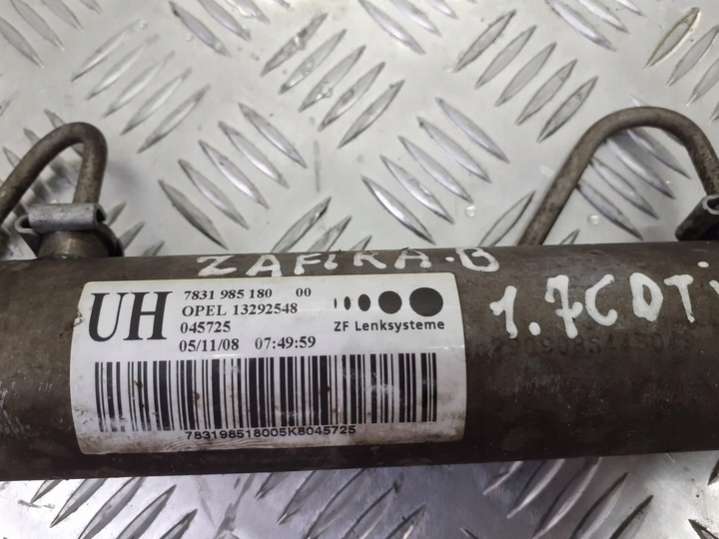 ZAFIRA.B
1.7CDTi
UH
7831 985 180 00
OPEL 13292548
045725
05/11/08 07:49:59
ZF Lenksysteme
783198518005K8045725